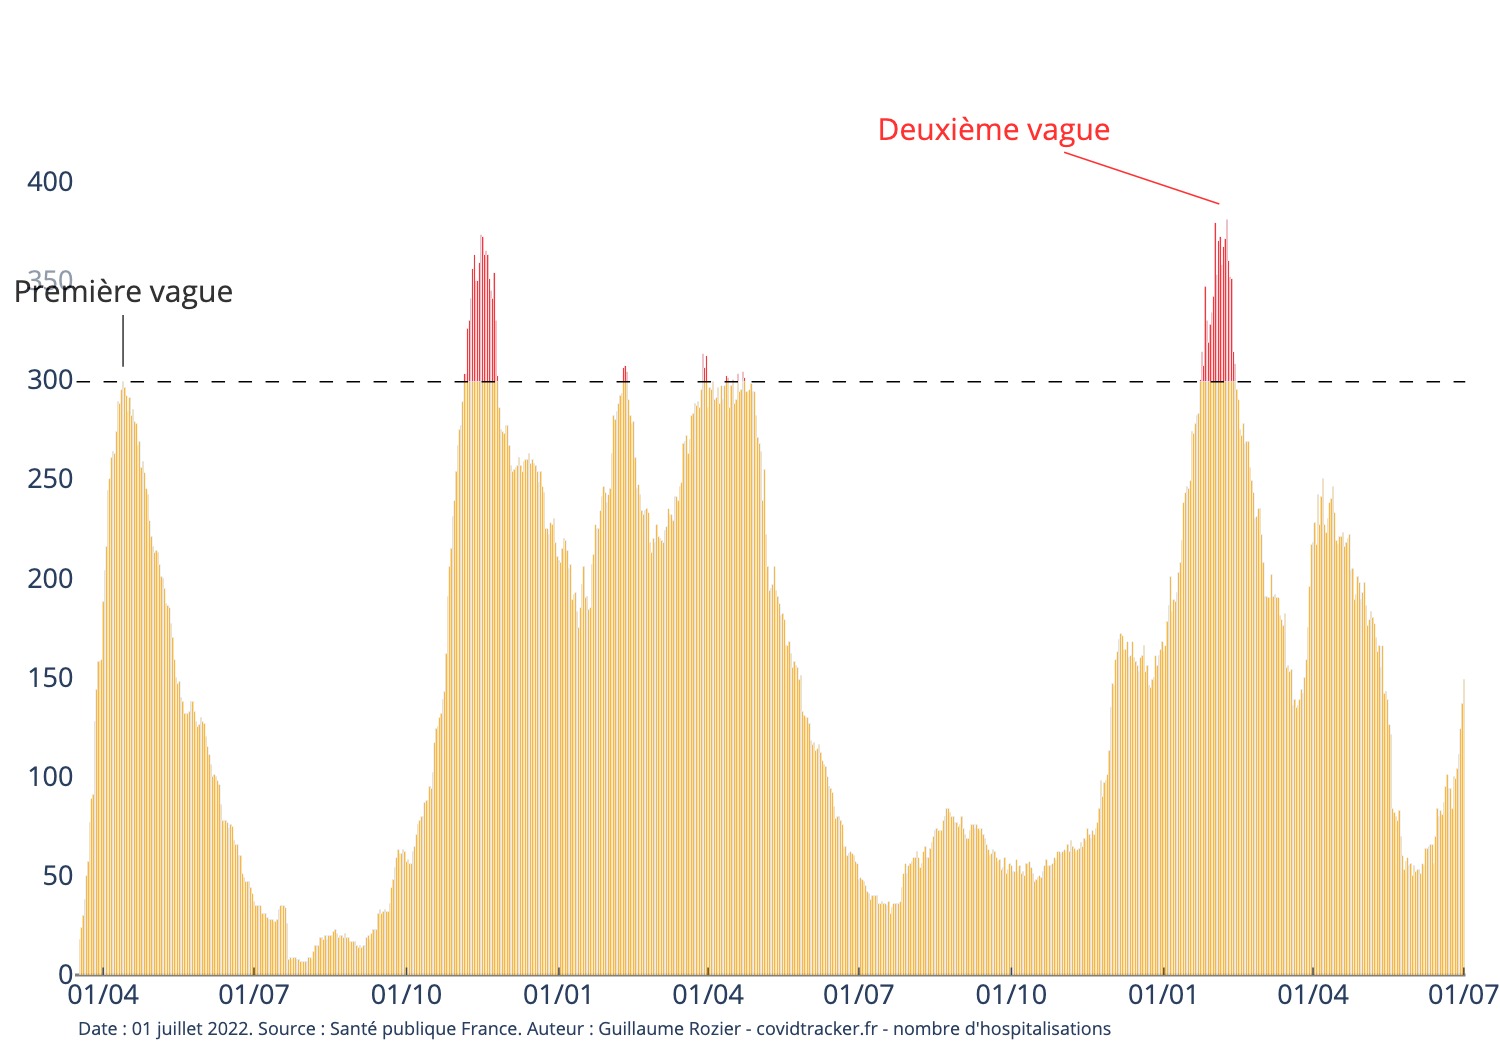 Deuxième vague
400
350
Première vague
300
250
200
150
100
50
0
01/04 01/07 01/10 01/01 01/04 01/07 01/10 01/01 01/04 01/07
Date : 01 juillet 2022. Source : Santé publique France. Auteur : Guillaume Rozier - covidtracker.fr - nombre d'hospitalisations